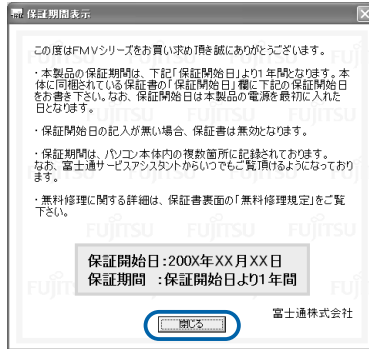 保証期間表示
この度はFMVシリーズをお買い求め頂き誠にありがとうございます。
・本製品の保証期間は、下記「保証開始日」より1年間となります。本
体に同梱されている保証書の「保証開始日」欄に下記の保証開始日
をお書き下さい。なお、保証開始日は本製品の電源を最初に入れた
日となります。
・保証開始日の記入が無い場合、保証書は無効となります。
・保証期間は、パソコン本体内の複数箇所に記録されております。
なお、富士通サービスアシスタントからいつでもご覧頂けるようになっており
ます。
・無料修理に関する詳細は、保証書裏面の「無料修理規定」をご覧
下さい。
保証開始日:200X年XX月XX日
保証期間 :保証開始日より1年間
富士通株式会社
閉じる